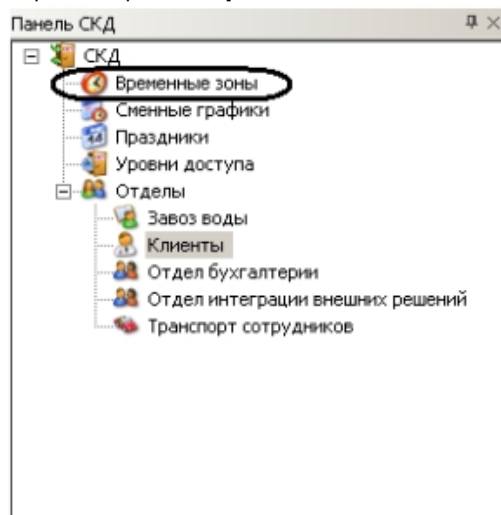 Панель СКД
СКД
Временные зоны
Сменные графики
Праздники
Уровни доступа
Отделы
Завоз воды
Клиенты
Отдел бухгалтерии
Отдел интеграции внешних решений
Транспорт сотрудников